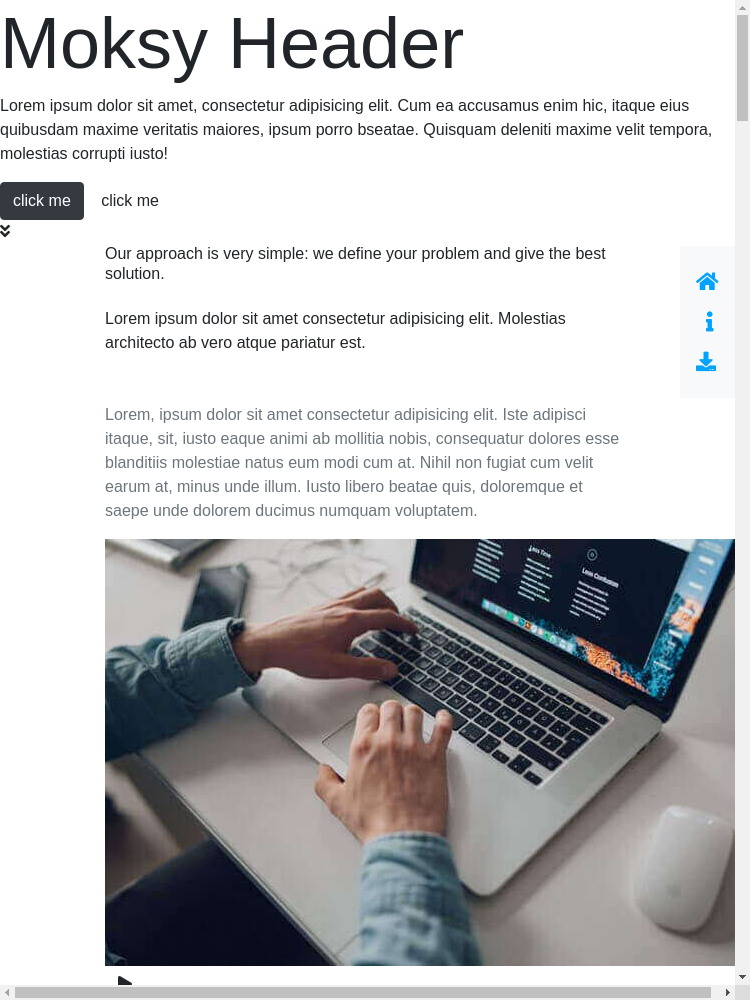 Moksy Header
Lorem ipsum dolor sit amet, consectetur adipisicing elit. Cum ea accusamus enim hic, itaque eius
quibusdam maxime veritatis maiores, ipsum porro bseatae. Quisquam deleniti maxime velit tempora,
molestias corrupti iusto!
click me click me
Our approach is very simple: we define your problem and give the best
solution.
Lorem ipsum dolor sit amet consectetur adipisicing elit. Molestias
architecto ab vero atque pariatur est.
Lorem, ipsum dolor sit amet consectetur adipisicing elit. Iste adipisci
itaque, sit, iusto eaque animi ab mollitia nobis, consequatur dolores esse
blanditiis molestiae natus eum modi cum at. Nihil non fugiat cum velit
earum at, minus unde illum. Iusto libero beatae quis, doloremque et
saepe unde dolorem ducimus numquam voluptatem.
Less Time
Less Confusion